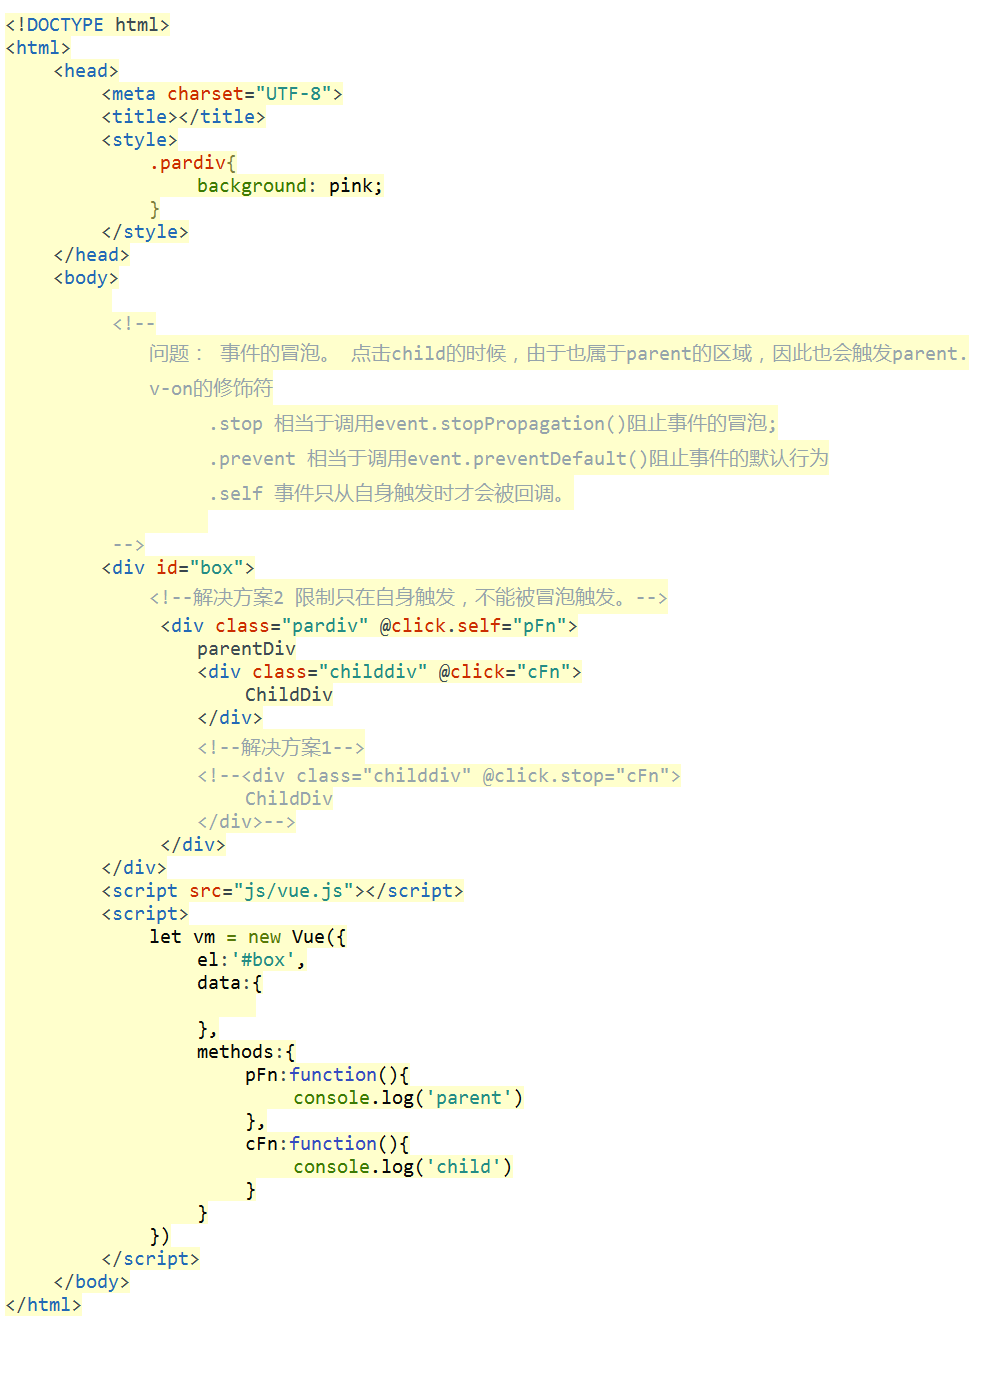 <!DOCTYPE html>
<html>
<head>
<meta charset="UTF-8">
<title></title>
<style>
.pardiv{
background: pink;
}
</style>
</head>
<body>
<!--
问题： 事件的冒泡。 点击child的时候，由于也属于parent的区域，因此也会触发parent.
v-on的修饰符
.stop 相当于调用event.stopPropagation()阻止事件的冒泡;
.prevent 相当于调用event.preventDefault()阻止事件的默认行为
.self 事件只从自身触发时才会被回调。
-->
<div id="box">
<!--解决方案2 限制只在自身触发，不能被冒泡触发。-->
<div class="pardiv" @click.self="pFn">
parentDiv
<div class="childdiv" @click="cFn">
ChildDiv
</div>
<!--解决方案1-->
<!--<div class="childdiv" @click.stop="cFn">
ChildDiv
</div>-->
</div>
</div>
<script src="js/vue.js"></script>
<script>
let vm = new Vue({
el:'#box',
data:{
},
methods:{
pFn:function(){
console.log('parent')
},
cFn:function(){
console.log('child')
}
}
})
</script>
</body>
</html>